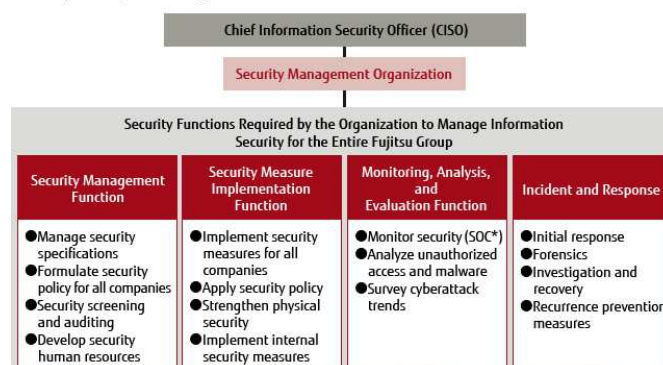 Chief Information Security Officer (CISO)
Security Management Organization
Security Functions Required by the Organization to Manage Information
Security for the Entire Fujitsu Group
Security Management
Function
●Manage security
specifications
●Formulate security
policy for all companies
●Security screening
and auditing
●Develop security
human resources
Security Measure
Implementation
Function
●Implement security
measures for all
companies
●Apply security policy
●Strengthen physical
security
●Implement internal
security measures
Monitoring, Analysis,
and
Evaluation Function
●Monitor security (SOC*)
●Analyze unauthorized
access and malware
●Survey cyberattack
trends
Incident and Response
●Initial response
●Forensics
●Investigation and
recovery
●Recurrence prevention
measures